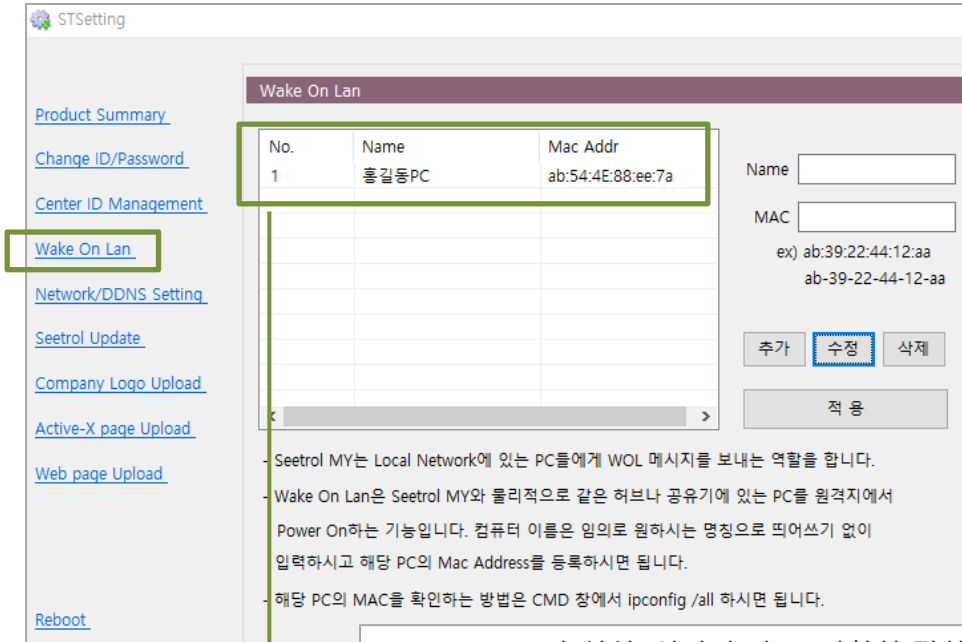 STSetting
Product Summary
Change ID/Password
Center ID Management
Wake On Lan
Network/DDNS Setting
Seetrol Update
Company Logo Upload
Active-X page Upload
Web page Upload
Reboot
Wake On Lan
No. Name Mac Addr
1 홍길동PC ab:54:4E:88:ee:7a
Name
MAC
ex) ab:39:22:44:12:aa
ab-39-22-44-12-aa
추가 수정 삭제
적 용
- Seetrol MY는 Local Network에 있는 PC들에게 WOL 메시지를 보내는 역할을 합니다.
- Wake On Lan은 Seetrol MY와 물리적으로 같은 허브나 공유기에 있는 PC를 원격지에서
Power On하는 기능입니다. 컴퓨터 이름은 임의로 원하시는 명칭으로 띄어쓰기 없이
입력하시고 해당 PC의 Mac Address를 등록하시면 됩니다.
- 해당 PC의 MAC을 확인하는 방법은 CMD 창에서 ipconfig /all 하시면 됩니다.